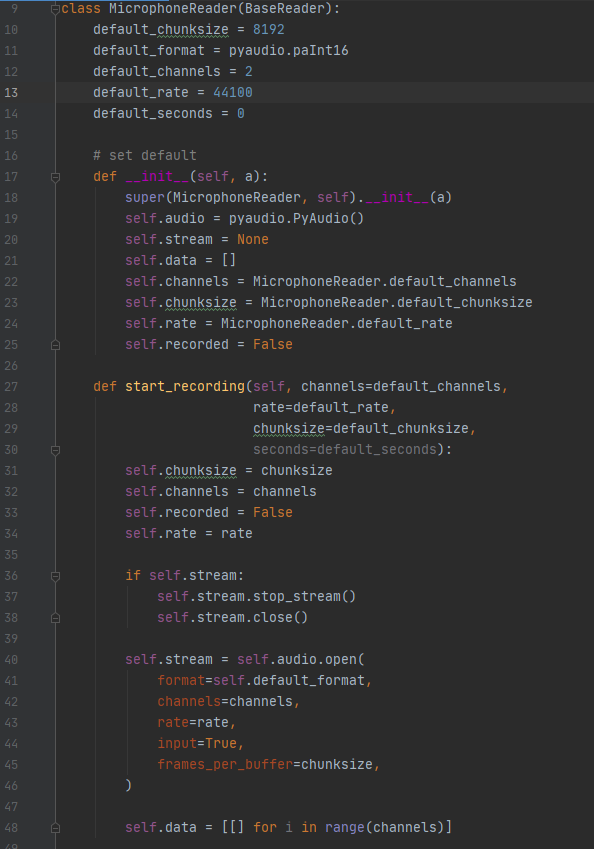 9 class MicrophoneReader(BaseReader):
10     default_chunksize = 8192
11     default_format = pyaudio.paInt16
12     default_channels = 2
13     default_rate = 44100
14     default_seconds = 0
15
16     # set default
17     def __init__(self, a):
18         super(MicrophoneReader, self).__init__(a)
19         self.audio = pyaudio.PyAudio()
20         self.stream = None
21         self.data = []
22         self.channels = MicrophoneReader.default_channels
23         self.chunksize = MicrophoneReader.default_chunksize
24         self.rate = MicrophoneReader.default_rate
25         self.recorded = False
26
27     def start_recording(self, channels=default_channels,
28                         rate=default_rate,
29                         chunksize=default_chunksize,
30                         seconds=default_seconds):
31         self.chunksize = chunksize
32         self.channels = channels
33         self.recorded = False
34         self.rate = rate
35
36         if self.stream:
37             self.stream.stop_stream()
38             self.stream.close()
39
40         self.stream = self.audio.open(
41             format=self.default_format,
42             channels=channels,
43             rate=rate,
44             input=True,
45             frames_per_buffer=chunksize,
46         )
47
48         self.data = [[] for i in range(channels)]
49